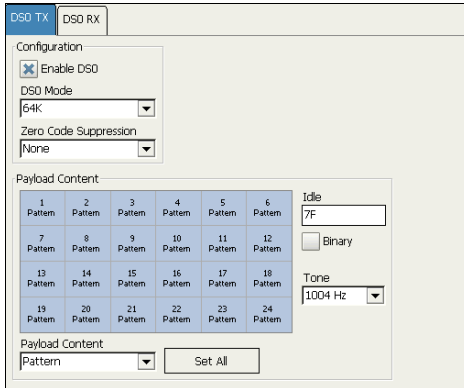 DS0 TX DS0 RX
Configuration
Enable DS0
DS0 Mode
64K
Zero Code Suppression
None
Payload Content
1 2 3 4 5 6
Pattern Pattern Pattern Pattern Pattern Pattern
7 8 9 10 11 12
Pattern Pattern Pattern Pattern Pattern Pattern
13 14 15 16 17 18
Pattern Pattern Pattern Pattern Pattern Pattern
19 20 21 22 23 24
Pattern Pattern Pattern Pattern Pattern Pattern
Idle
7F
Binary
Tone
1004 Hz
Payload Content
Pattern Set All